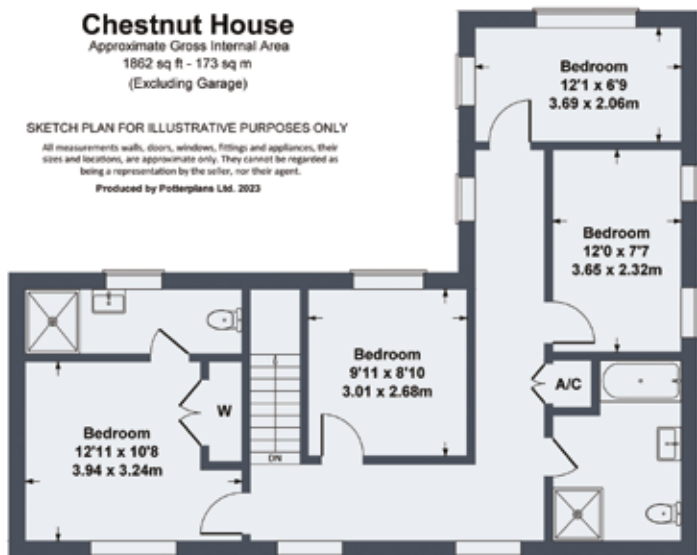 Chestnut House
Approximate Gross Internal Area
1862 sq ft - 173 sq m
(Excluding Garage)
SKETCH PLAN FOR ILLUSTRATIVE PURPOSES ONLY
All measurements walls, doors, windows, fittings and appliances, their
sizes and locations, are approximate only. They cannot be regarded as
being a representation by the seller, nor their agent.
Produced by Potterplans Ltd. 2023
Bedroom
12'1 x 6'9
3.69 x 2.06m
Bedroom
12'0 x 7'7
3.65 x 2.32m
Bedroom
9'11 x 8'10
3.01 x 2.68m
A/C
W
Bedroom
12'11 x 10'8
3.94 x 3.24m
DN